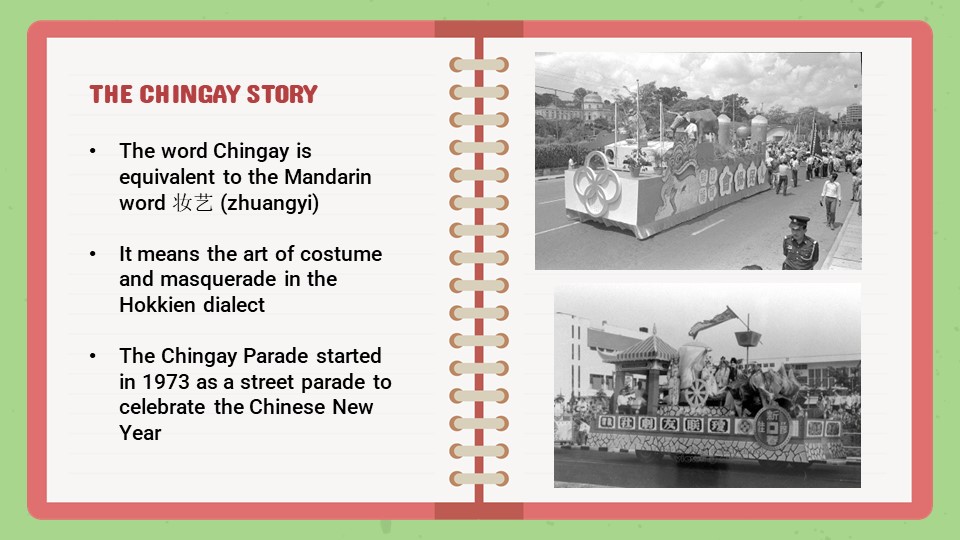 THE CHINGAY STORY
• The word Chingay is
equivalent to the Mandarin
word 妆艺 (zhuangyi)
• It means the art of costume
and masquerade in the
Hokkien dialect
• The Chingay Parade started
in 1973 as a street parade to
celebrate the Chinese New
Year